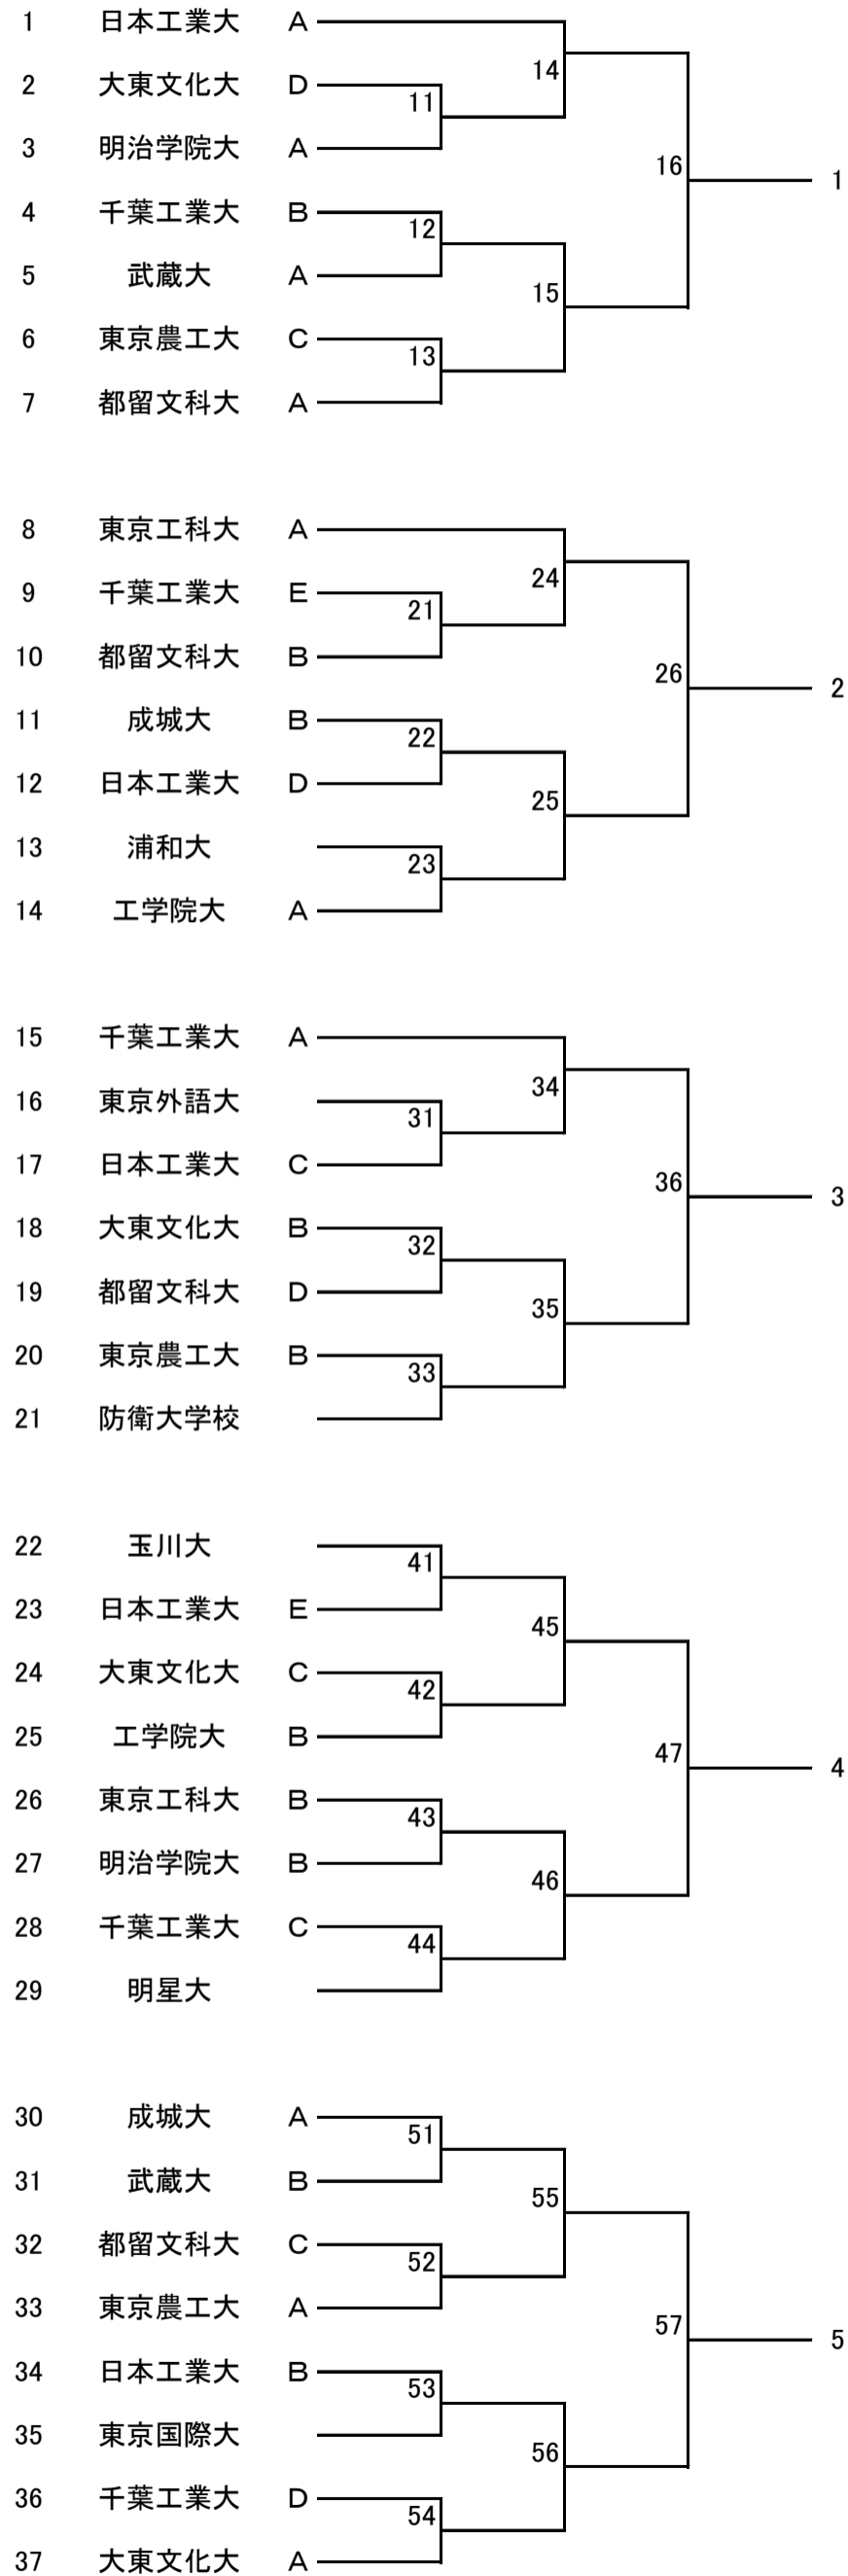 1 日本工業大 A
14
2 大東文化大 D
11
3 明治学院大 A
16
1
4 千葉工業大 B
12
5 武蔵大 A
15
6 東京農工大 C
13
7 都留文科大 A
8 東京工科大 A
24
9 千葉工業大 E
21
10 都留文科大 B
26
2
11 成城大 B
22
12 日本工業大 D
25
13 浦和大
23
14 工学院大 A
15 千葉工業大 A
34
16 東京外語大
31
17 日本工業大 C
36
3
18 大東文化大 B
32
19 都留文科大 D
35
20 東京農工大 B
33
21 防衛大学校
22 玉川大
41
23 日本工業大 E
45
24 大東文化大 C
42
25 工学院大 B
47
4
26 東京工科大 B
43
27 明治学院大 B
46
28 千葉工業大 C
44
29 明星大
30 成城大 A
51
31 武蔵大 B
55
32 都留文科大 C
52
33 東京農工大 A
57
5
34 日本工業大 B
53
35 東京国際大
56
36 千葉工業大 D
54
37 大東文化大 A